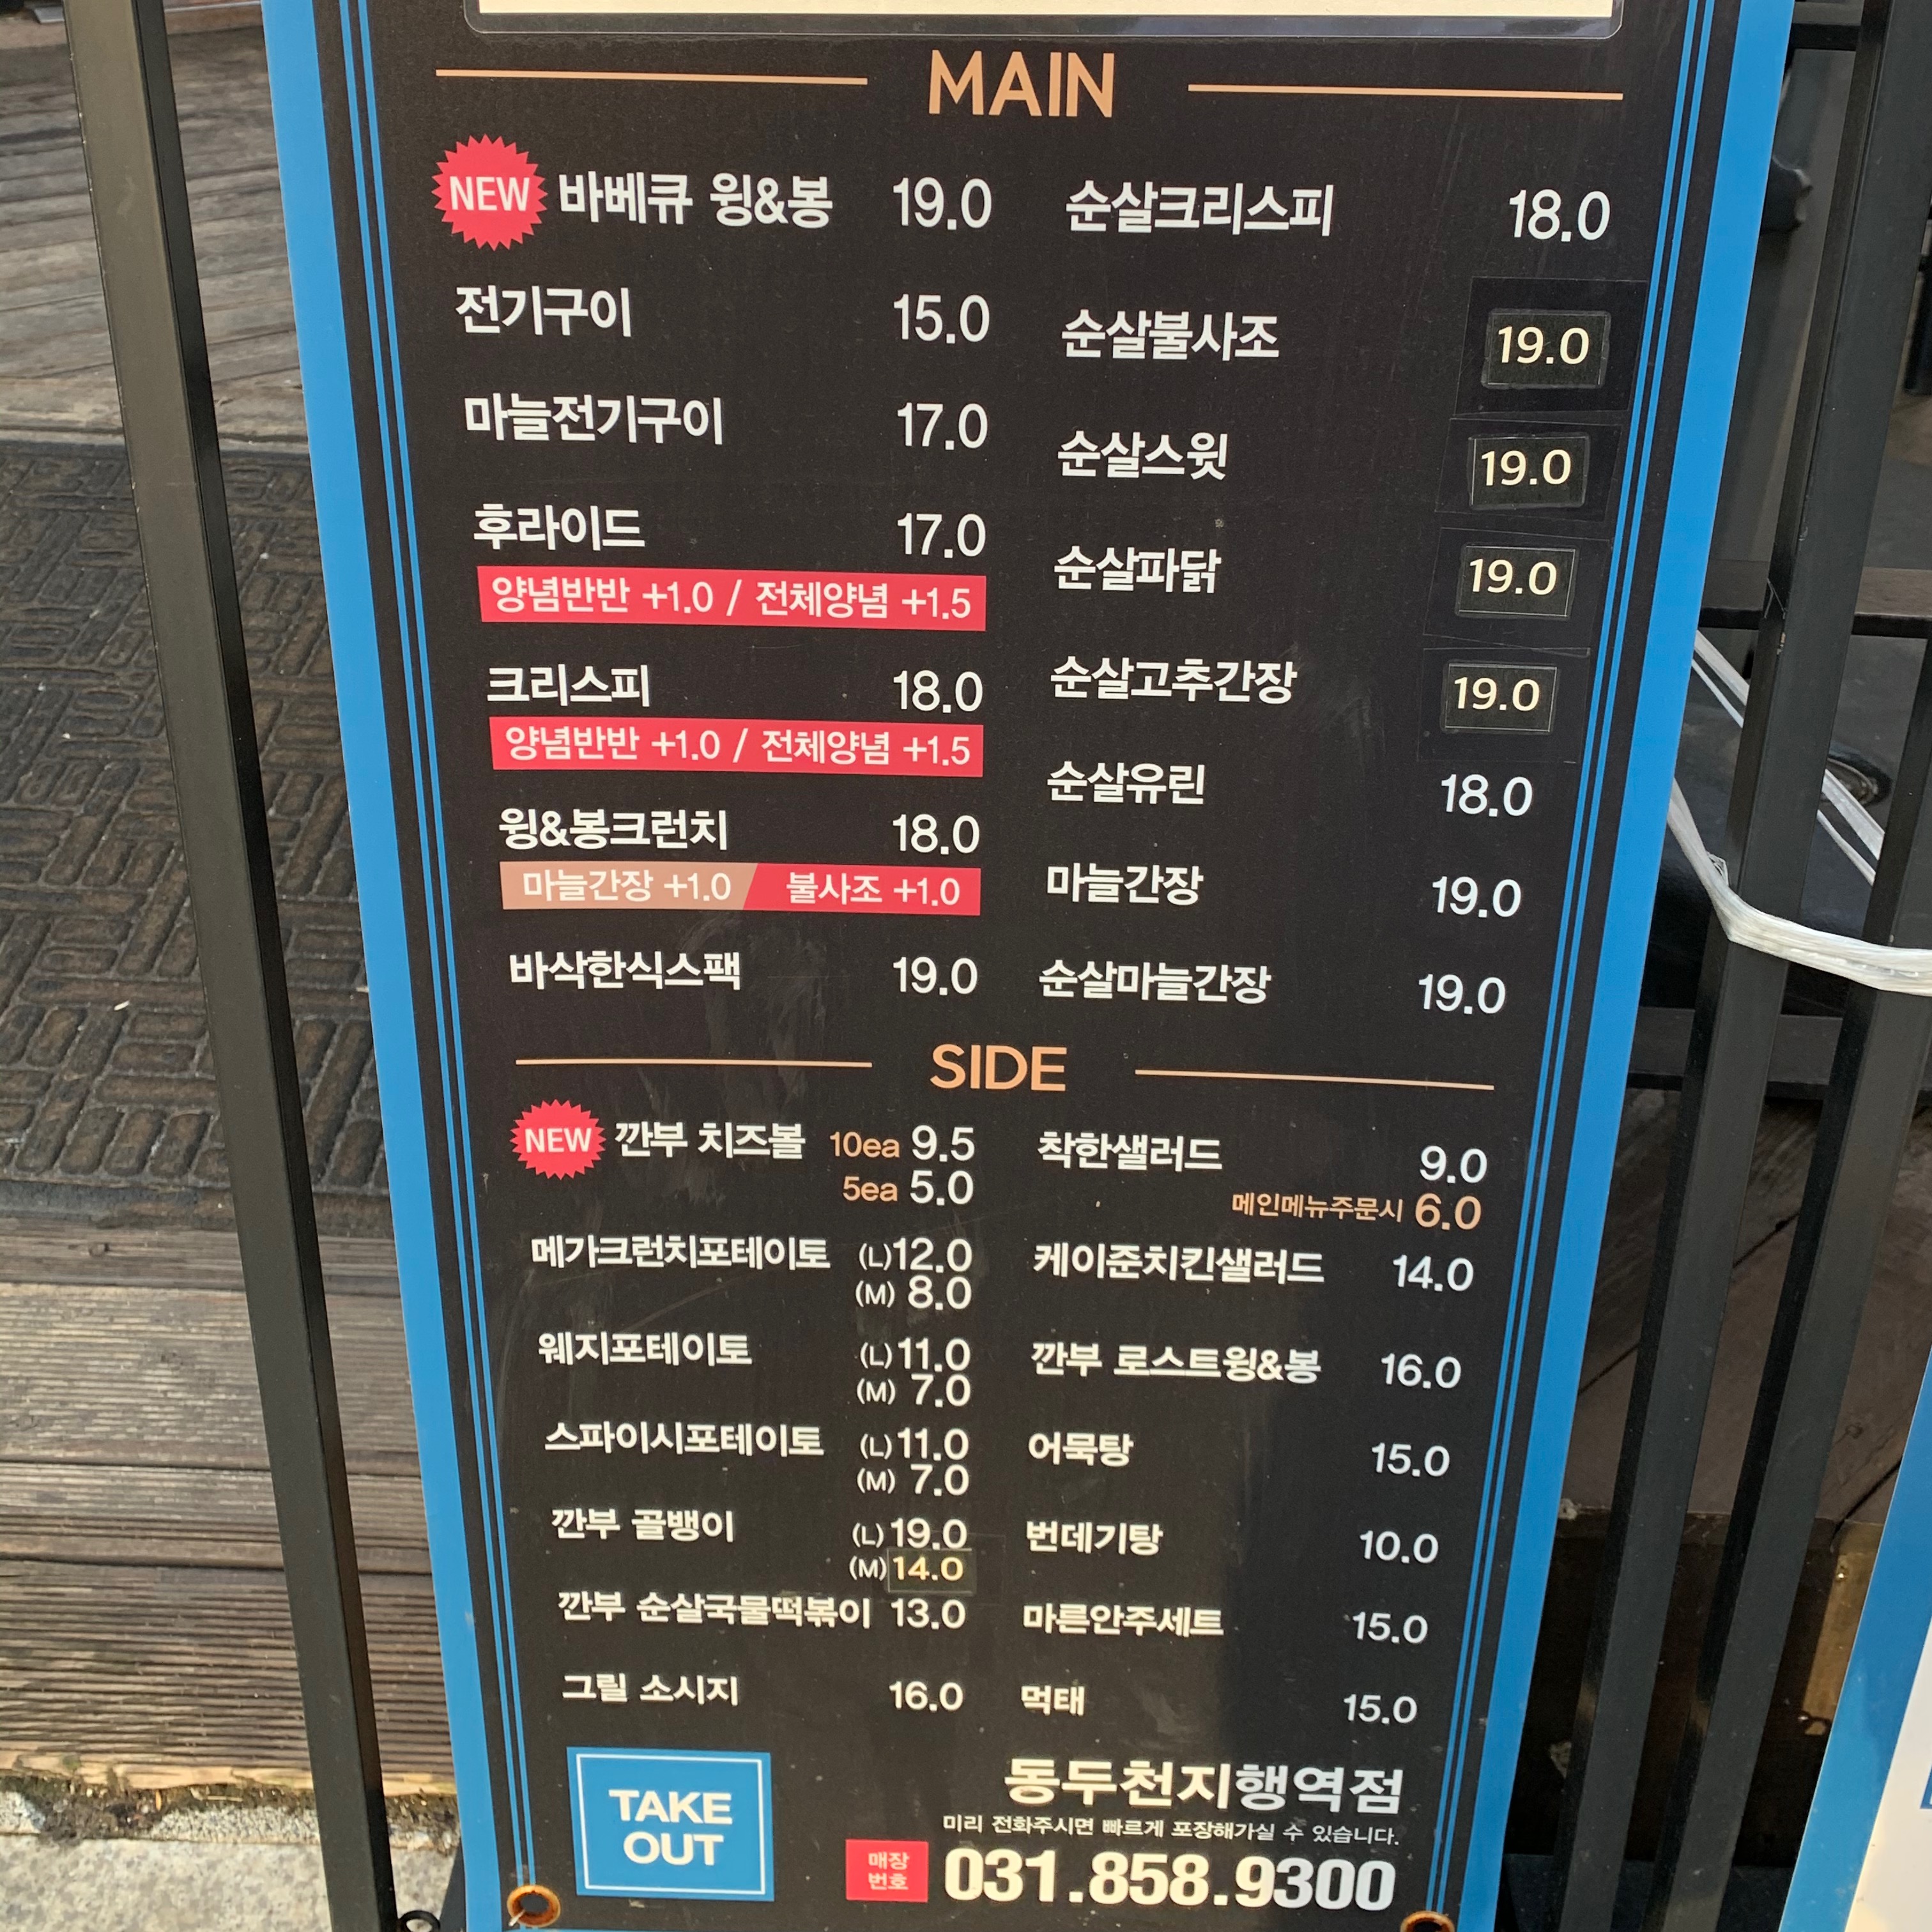 MAIN
NEW 바베큐 윙&봉 19.0
전기구이 15.0
마늘전기구이 17.0
후라이드 17.0
양념반반 +1.0 / 전체양념 +1.5
크리스피 18.0
양념반반 +1.0 / 전체양념 +1.5
윙&봉크런치 18.0
마늘간장 +1.0 불사조 +1.0
바삭한식스팩 19.0
순살크리스피 18.0
순살불사조 19.0
순살스윗 19.0
순살파닭 19.0
순살고추간장 19.0
순살유린 18.0
마늘간장 19.0
순살마늘간장 19.0
SIDE
NEW 깐부 치즈볼 10ea 9.5
5ea 5.0
메가크런치포테이토 (L)12.0
(M) 8.0
웨지포테이토 (L)11.0
(M) 7.0
스파이시포테이토 (L)11.0
(M) 7.0
깐부 골뱅이 (L)19.0
(M)14.0
깐부 순살국물떡볶이 13.0
그릴 소시지 16.0
착한샐러드 9.0
메인메뉴주문시 6.0
케이준치킨샐러드 14.0
깐부 로스트윙&봉 16.0
어묵탕 15.0
번데기탕 10.0
마른안주세트 15.0
먹태 15.0
TAKE
OUT
동두천지행역점
미리 전화주시면 빠르게 포장해가실 수 있습니다.
매장
번호
031.858.9300